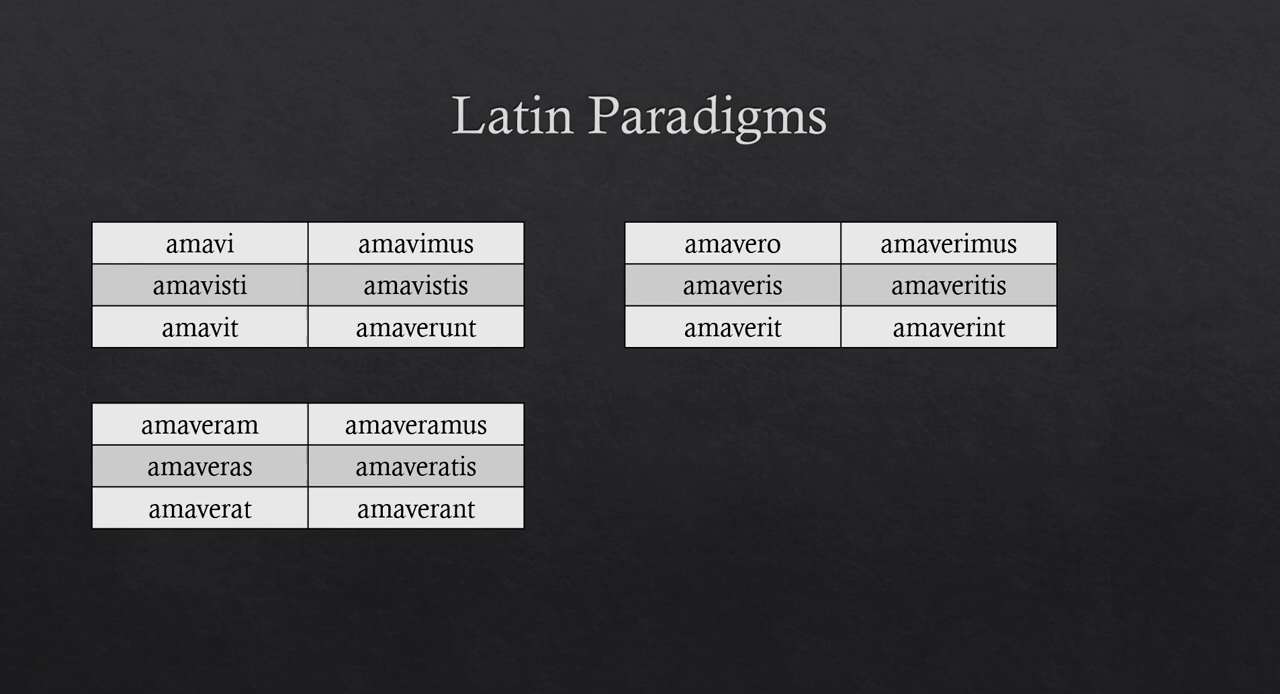 Latin Paradigms
amavi amavimus
amavisti amavistis
amavit amaverunt
amavero amaverimus
amaveris amaveritis
amaverit amaverint
amaveram amaveramus
amaveras amaveratis
amaverat amaverant